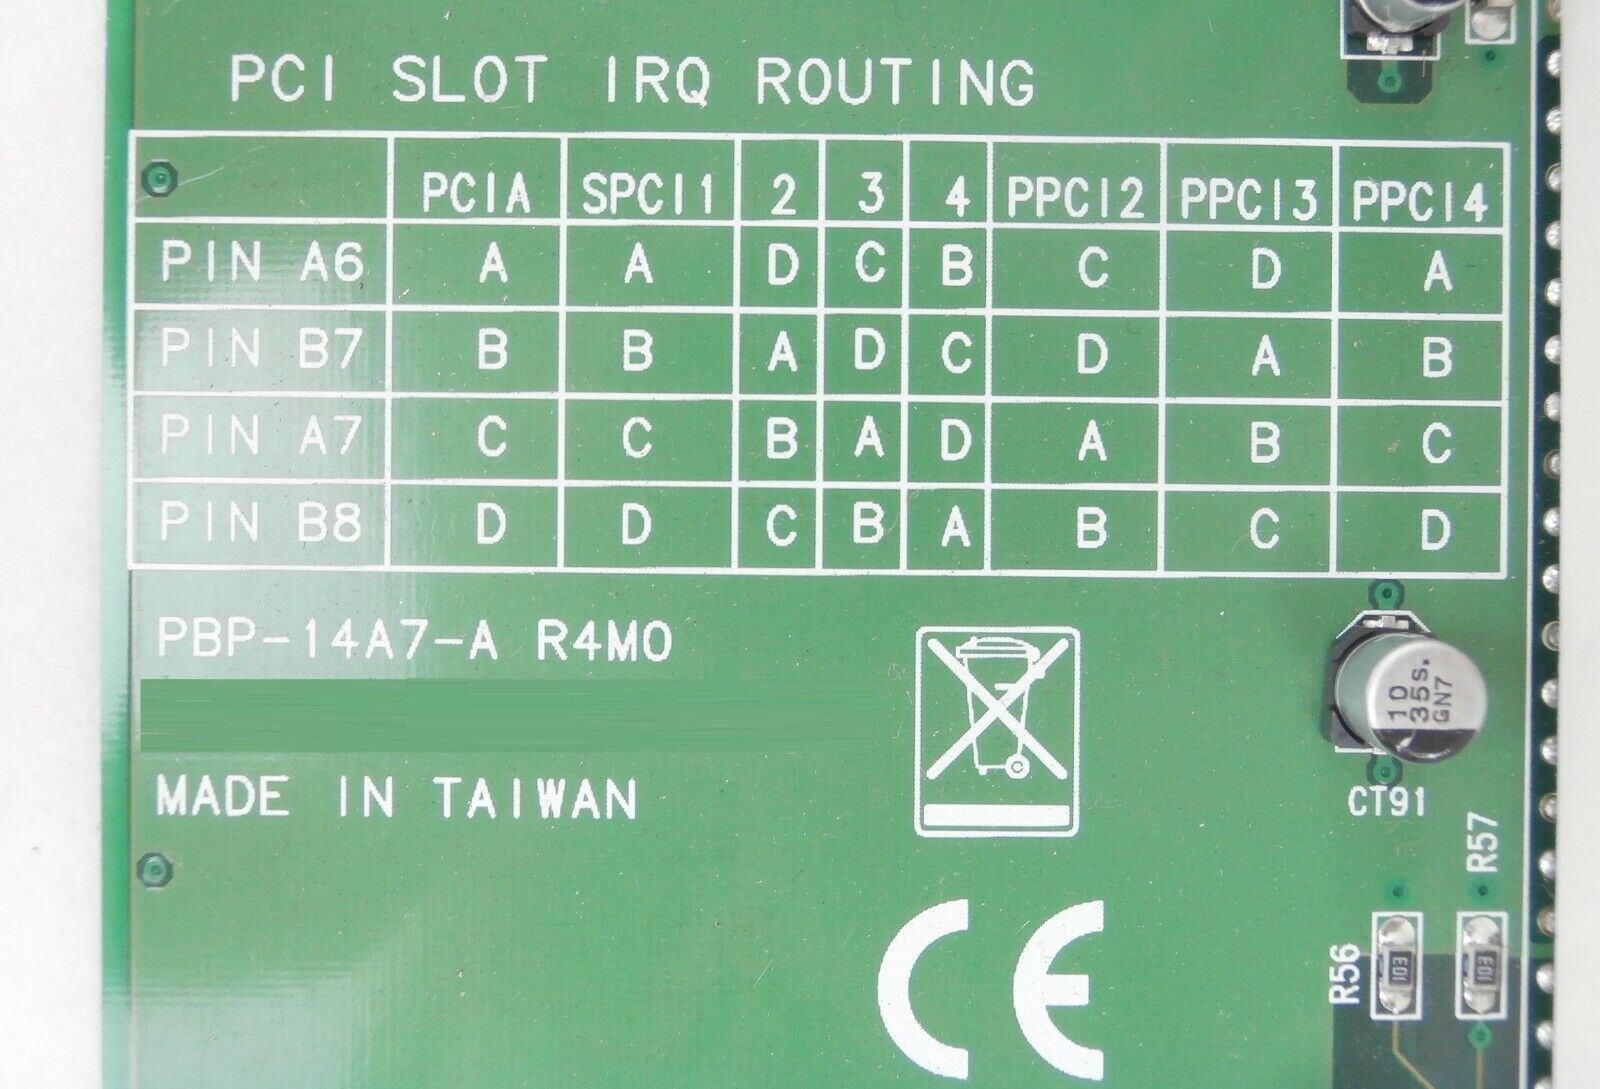 PCI SLOT IRQ ROUTING
PCIA SPCI1 2 3 4 PPCI2 PPCI3 PPCI4
PIN A6 A A D C B C D A
PIN B7 B B A D C D A B
PIN A7 C C B A D A B C
PIN B8 D D C B A B C D
PBP-14A7-A R4M0
MADE IN TAIWAN
10
35S.
GN7
CT91
R57
R56
103
103
CE